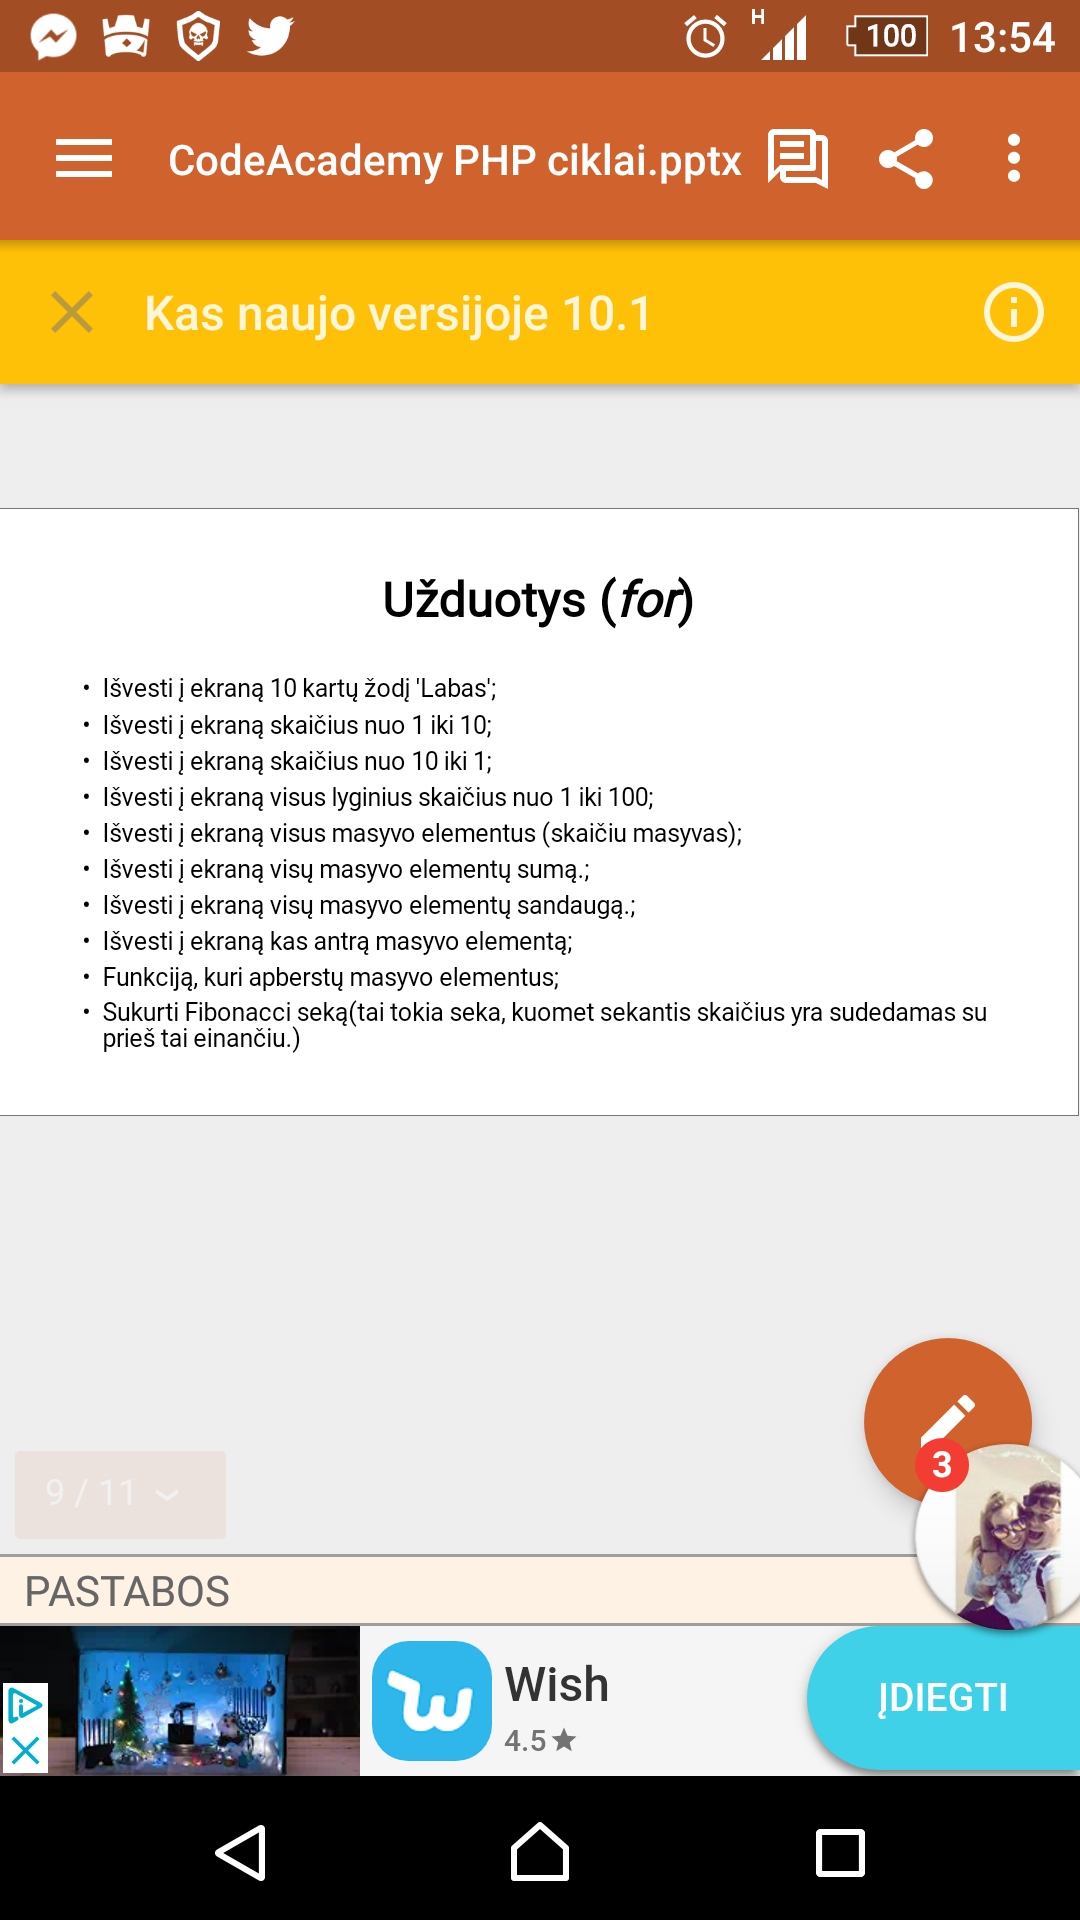 H 100 13:54
CodeAcademy PHP ciklai.pptx
Kas naujo versijoje 10.1
Užduotys (for)
• Išvesti į ekraną 10 kartų žodį 'Labas';
• Išvesti į ekraną skaičius nuo 1 iki 10;
• Išvesti į ekraną skaičius nuo 10 iki 1;
• Išvesti į ekraną visus lyginius skaičius nuo 1 iki 100;
• Išvesti į ekraną visus masyvo elementus (skaičiu masyvas);
• Išvesti į ekraną visų masyvo elementų sumą.;
• Išvesti į ekraną visų masyvo elementų sandaugą.;
• Išvesti į ekraną kas antrą masyvo elementą;
• Funkciją, kuri apberstų masyvo elementus;
• Sukurti Fibonacci seką(tai tokia seka, kuomet sekantis skaičius yra sudedamas su
prieš tai einančiu.)
3
9 / 11
PASTABOS
Wish
4.5
ĮDIEGTI